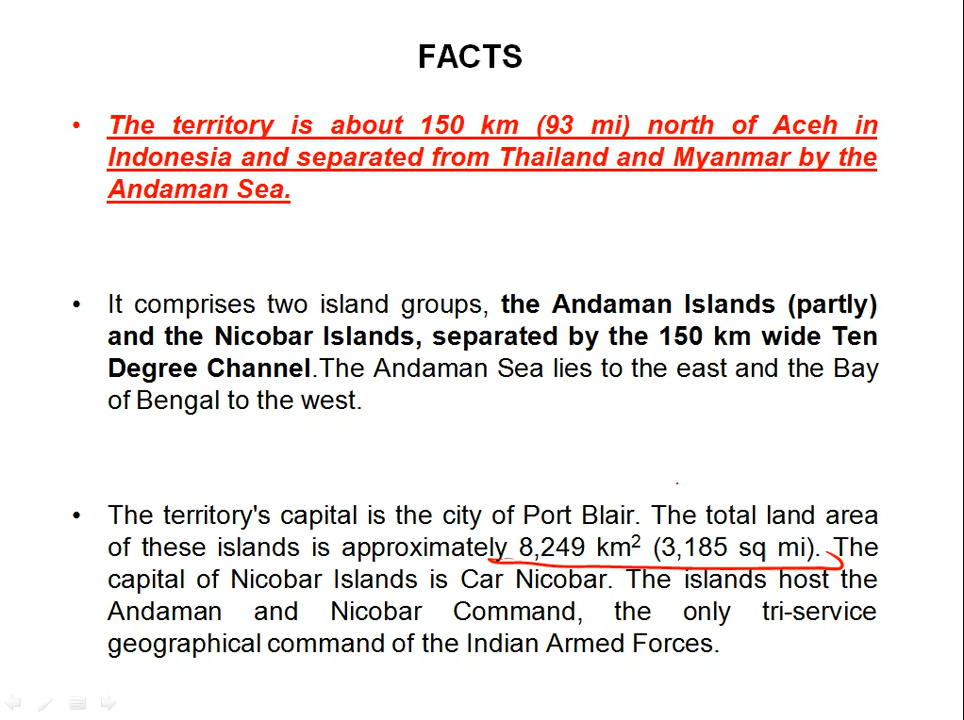 FACTS
• The territory is about 150 km (93 mi) north of Aceh in
Indonesia and separated from Thailand and Myanmar by the
Andaman Sea.
• It comprises two island groups, the Andaman Islands (partly)
and the Nicobar Islands, separated by the 150 km wide Ten
Degree Channel.The Andaman Sea lies to the east and the Bay
of Bengal to the west.
• The territory's capital is the city of Port Blair. The total land area
of these islands is approximately 8,249 km² (3,185 sq mi). The
capital of Nicobar Islands is Car Nicobar. The islands host the
Andaman and Nicobar Command, the only tri-service
geographical command of the Indian Armed Forces.